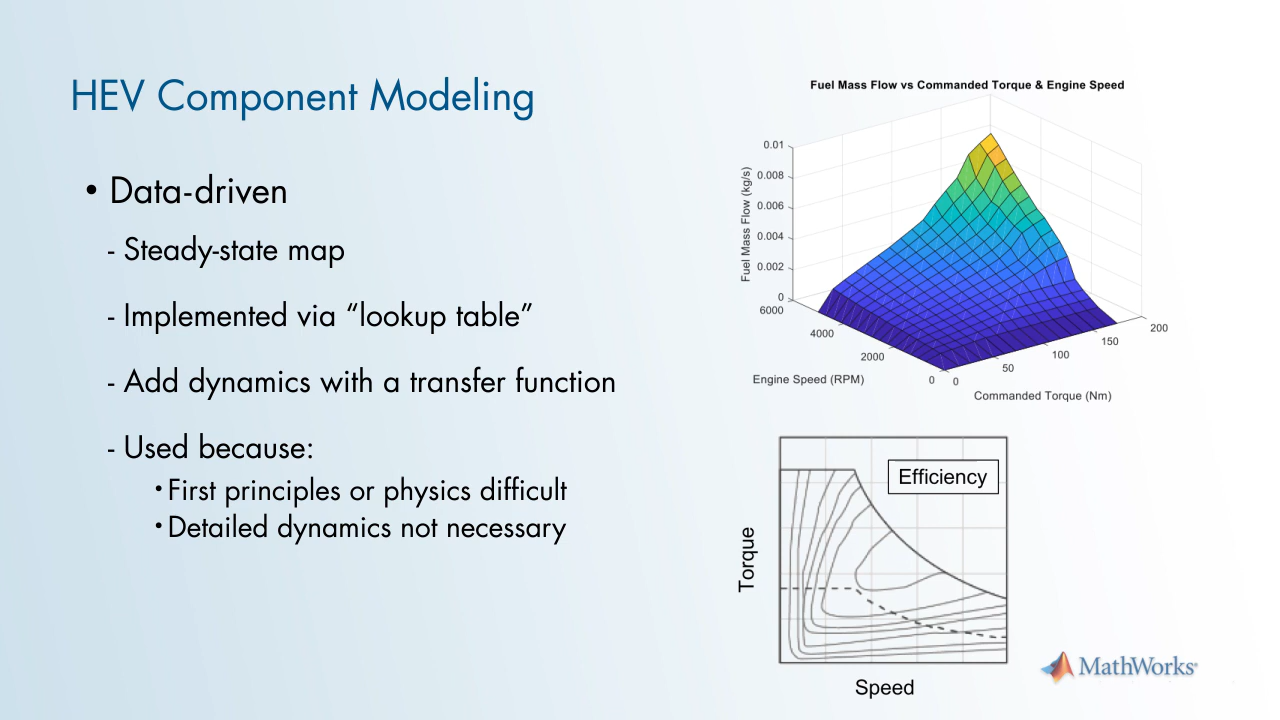 HEV Component Modeling
• Data-driven
- Steady-state map
- Implemented via “lookup table”
- Add dynamics with a transfer function
- Used because:
• First principles or physics difficult
• Detailed dynamics not necessary
Fuel Mass Flow vs Commanded Torque & Engine Speed
Fuel Mass Flow (kg/s)
0.01
0.008
0.006
0.004
0.002
0
6000
4000
2000
0
Engine Speed (RPM)
0
50
100
150
200
Commanded Torque (Nm)
Efficiency
Torque
Speed
MathWorks®